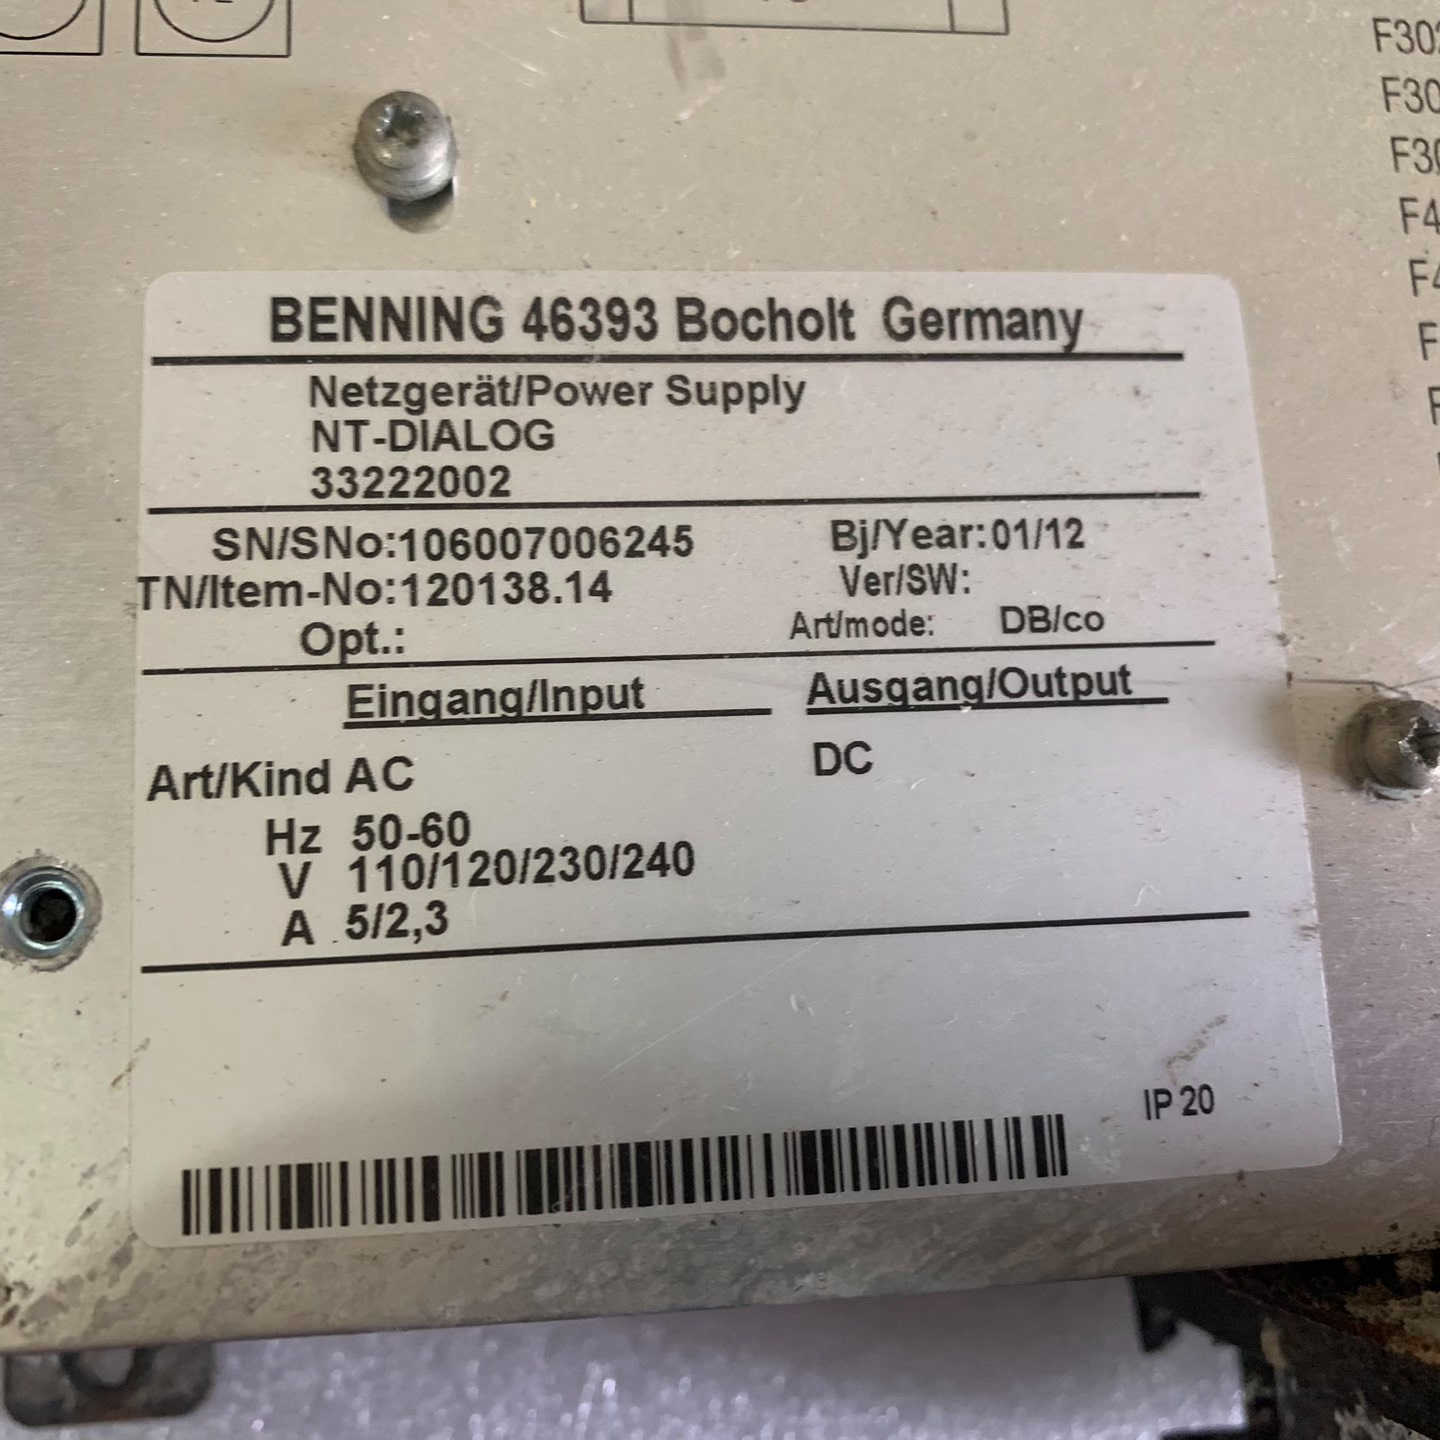 F30
F30
F4
BENNING 46393 Bocholt Germany
Netzgerät/Power Supply
NT-DIALOG
33222002
SN/SNo:106007006245 Bj/Year:01/12
TN/Item-No:120138.14 Ver/SW:
Opt.: Art/mode: DB/co
Eingang/Input Ausgang/Output
Art/Kind AC DC
Hz 50-60
V 110/120/230/240
A 5/2,3
IP 20